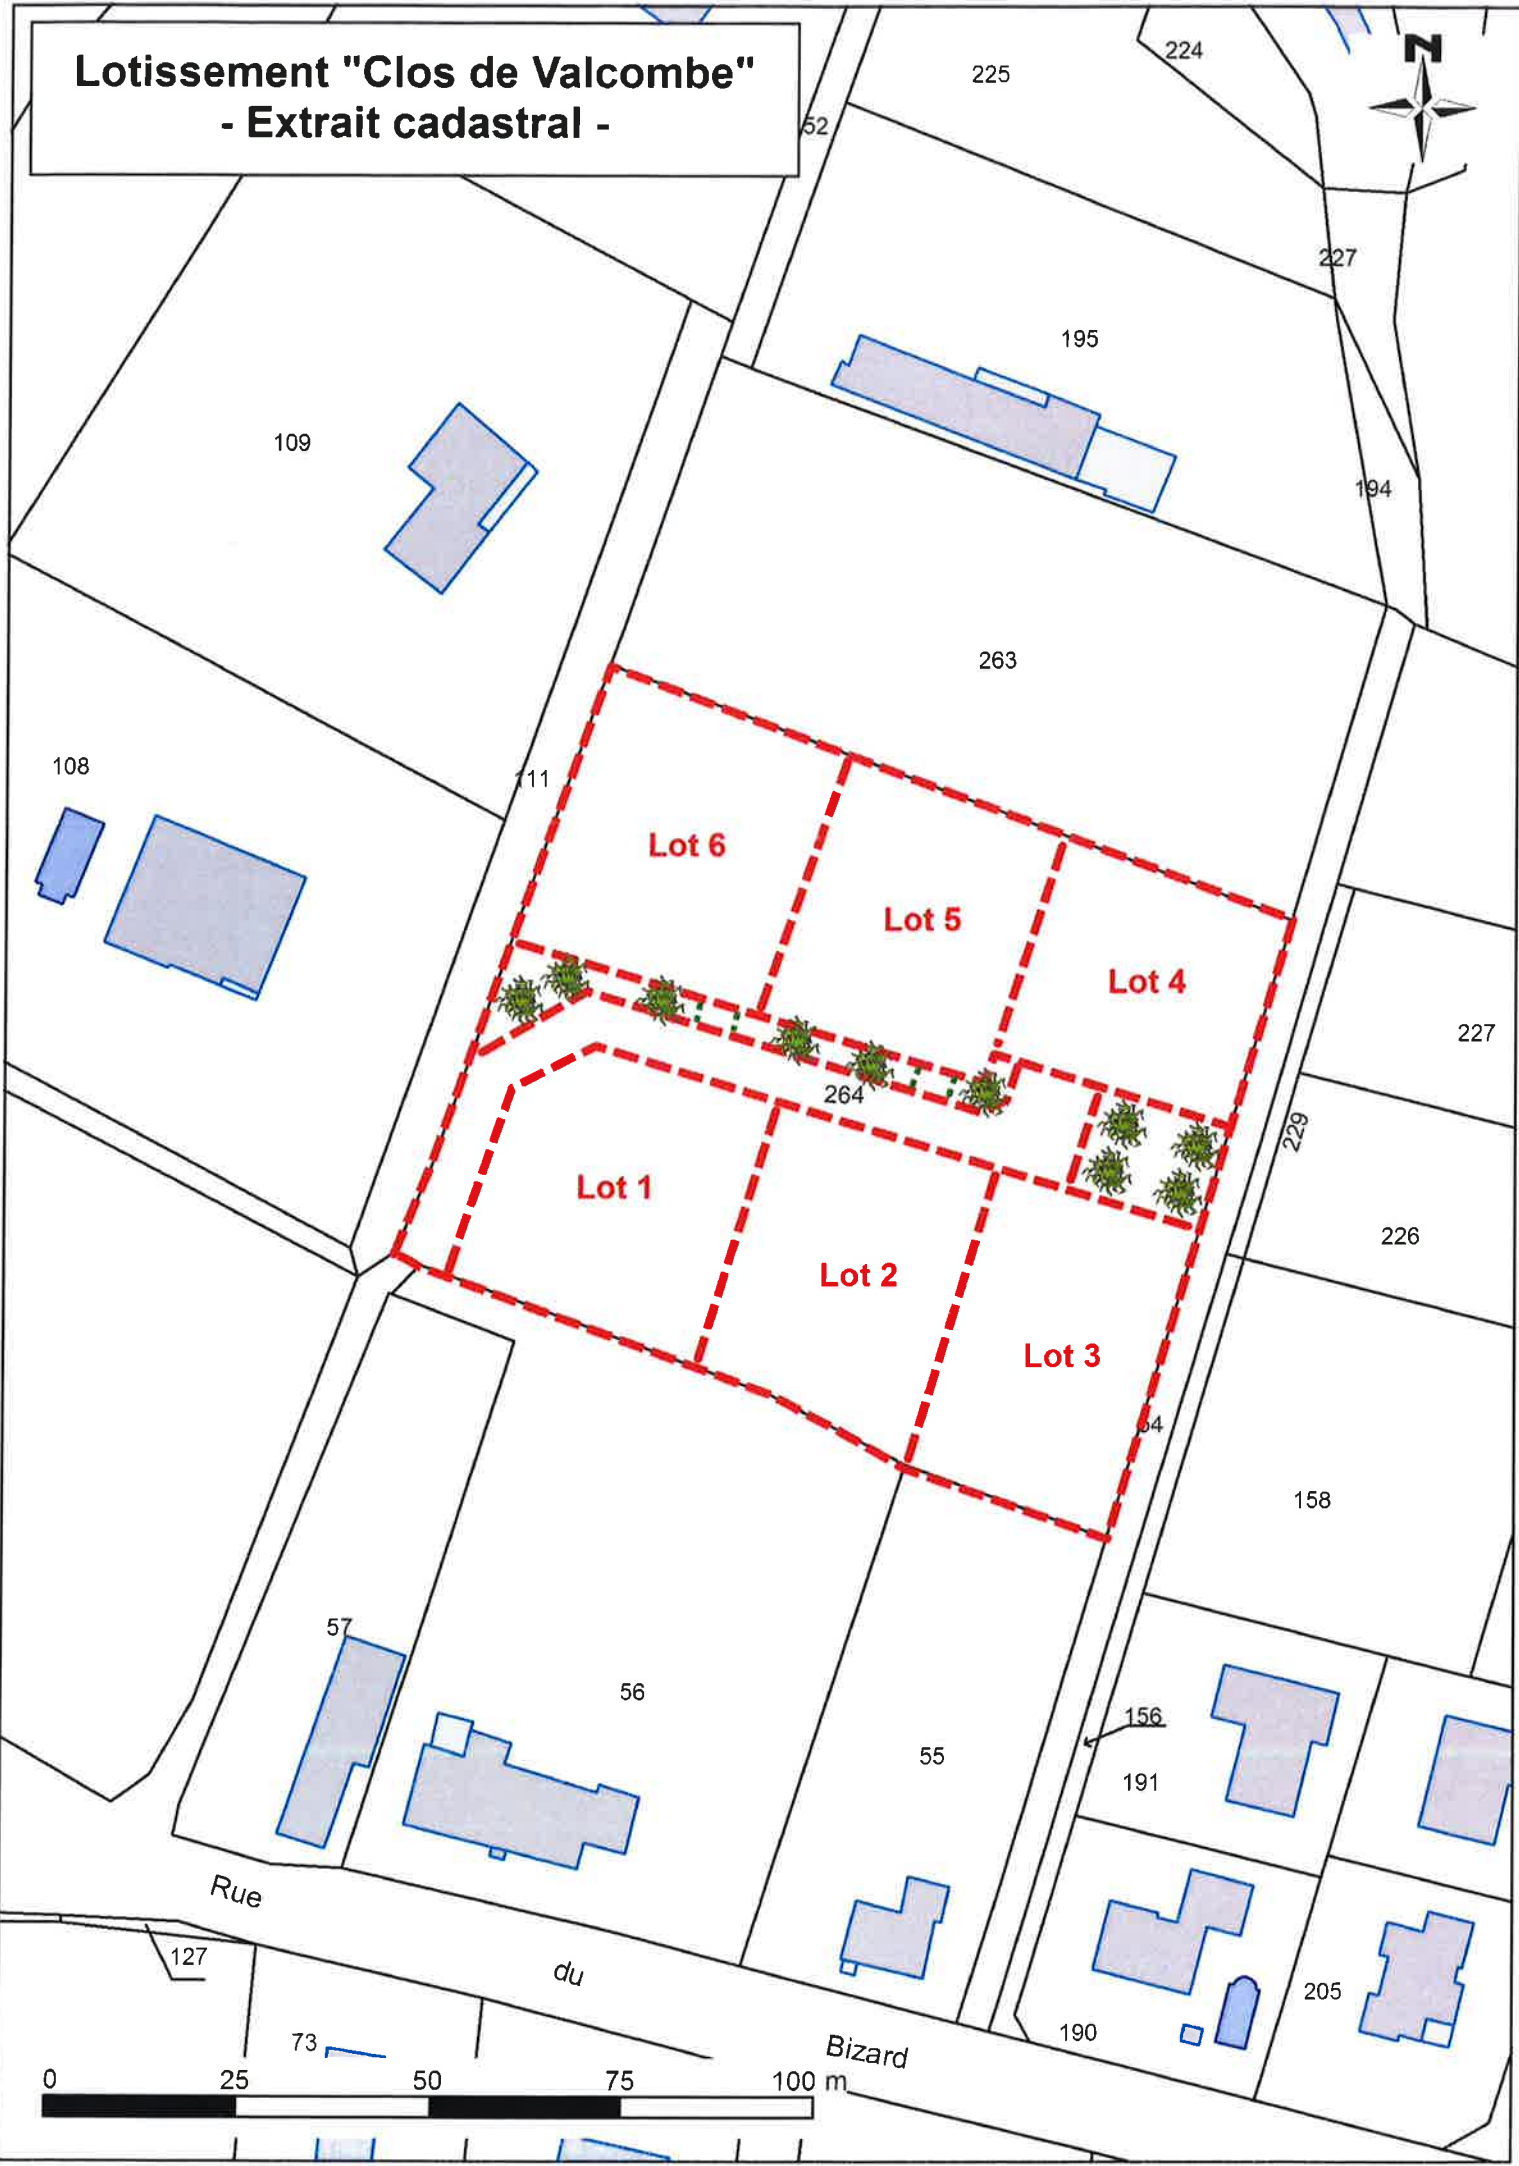 Lotissement "Clos de Valcombe"
- Extrait cadastral -
N
224
225
52
227
195
109
194
263
108
111
Lot 6
Lot 5
Lot 4
227
264
229
Lot 1
226
Lot 2
Lot 3
54
158
57
56
156
55
191
Rue
127
du
205
190
73
Bizard
0 25 50 75 100 m